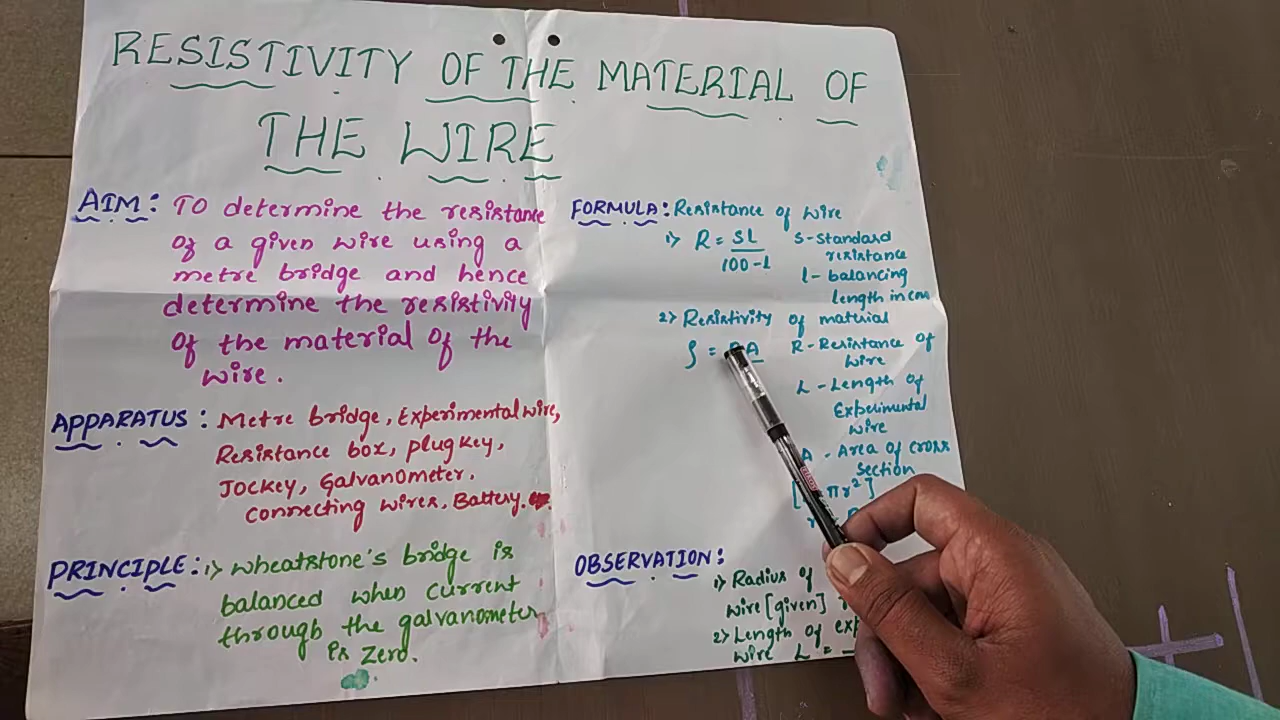 RESISTIVITY OF THE MATERIAL OF
THE WIRE
AIM: TO determine the resistance
of a given wire using a
metre bridge and hence
determine the resistivity
of the material of the
wire.
APPARATUS: Metre bridge, Experimental wire,
Resistance box, plug key,
Jockey, Galvanometer,
connecting wires, Battery.
PRINCIPLE: 1) Wheatstone's bridge is
balanced when current
through the galvanometer
is Zero.
FORMULA: Resistance of wire
1) R = Sl / 100-l
S-standard
resistance
l- balancing
length in cm
2) Resistivity of material
ρ = RA
R-Resistance of
wire
L-Length of
Experimental
wire
A - Area of cross
section
πr²]
OBSERVATION:
1) Radius of
wire [given]
2) Length of
wire L =